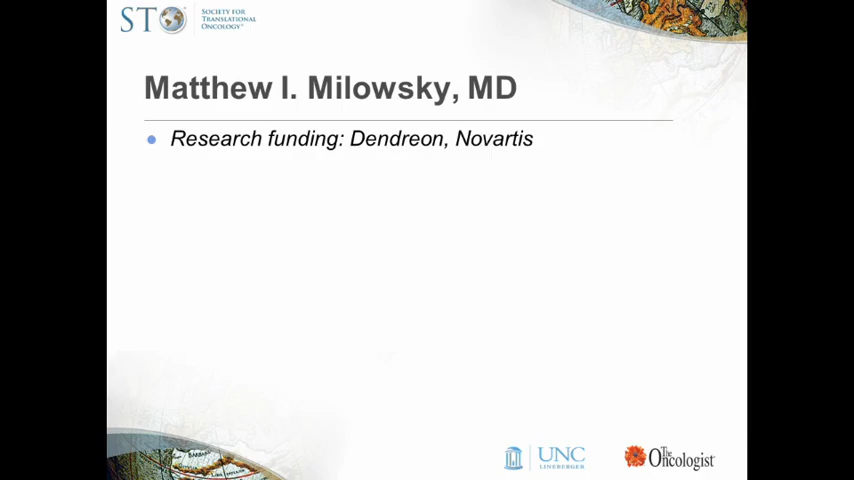 STO
SOCIETY FOR
TRANSLATIONAL
ONCOLOGY
Matthew I. Milowsky, MD
Research funding: Dendreon, Novartis
UNC
LINEBERGER
The
Oncologist